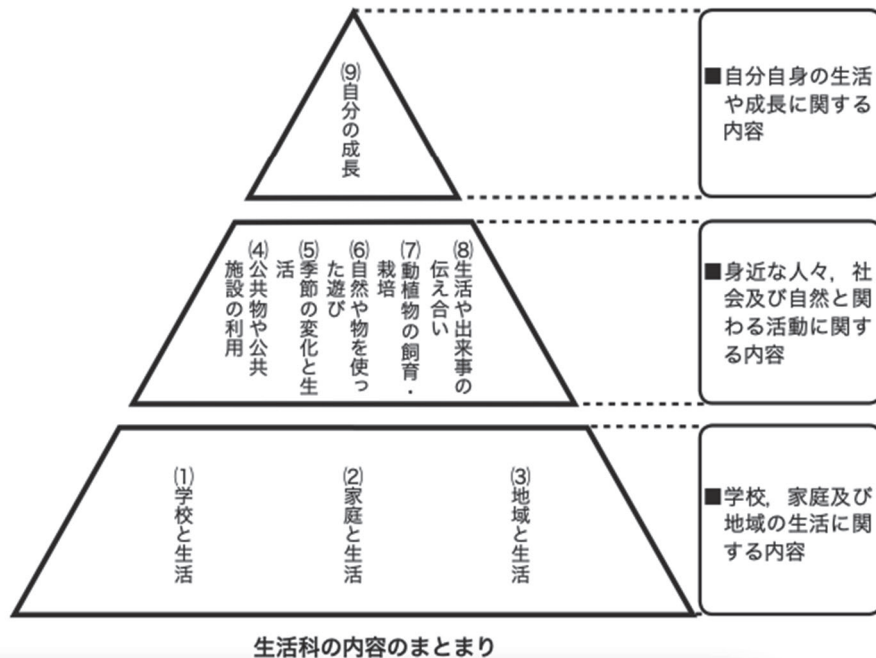 (9)自分の成長
■自分自身の生活
や成長に関する
内容
(8)生活や出来事の
伝え合い
(7)動植物の飼育・
栽培
(6)自然や物を使っ
た遊び
(5)季節の変化と生
活
(4)公共物や公共
施設の利用
■身近な人々，社
会及び自然と関
わる活動に関す
る内容
(1)学校と生活
(2)家庭と生活
(3)地域と生活
■学校，家庭及び
地域の生活に関
する内容
生活科の内容のまとまり